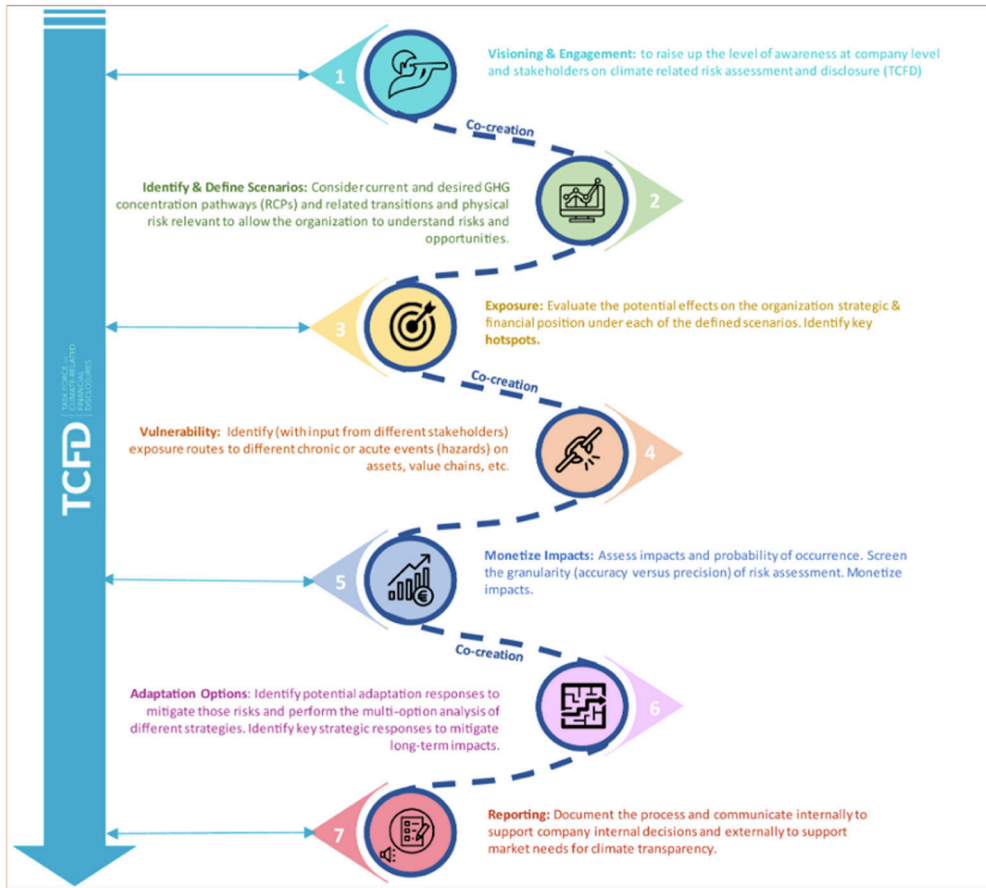 1
Visioning & Engagement: to raise up the level of awareness at company level
and stakeholders on climate related risk assessment and disclosure (TCFD)
Co-creation
Identify & Define Scenarios: Consider current and desired GHG
concentration pathways (RCPs) and related transitions and physical
risk relevant to allow the organization to understand risks and
opportunities.
2
3
Exposure: Evaluate the potential effects on the organization strategic &
financial position under each of the defined scenarios. Identify key
hotspots.
Co-creation
TCFD
TASK FORCE ON
CLIMATE-RELATED
FINANCIAL
DISCLOSURES
Vulnerability: Identify (with input from different stakeholders)
exposure routes to different chronic or acute events (hazards) on
assets, value chains, etc.
4
5
Monetize Impacts: Assess impacts and probability of occurrence. Screen
the granularity (accuracy versus precision) of risk assessment. Monetize
impacts.
€
Co-creation
Adaptation Options: Identify potential adaptation responses to
mitigate those risks and perform the multi-option analysis of
different strategies. Identify key strategic responses to mitigate
long-term impacts.
6
7
Reporting: Document the process and communicate internally to
support company internal decisions and externally to support
market needs for climate transparency.